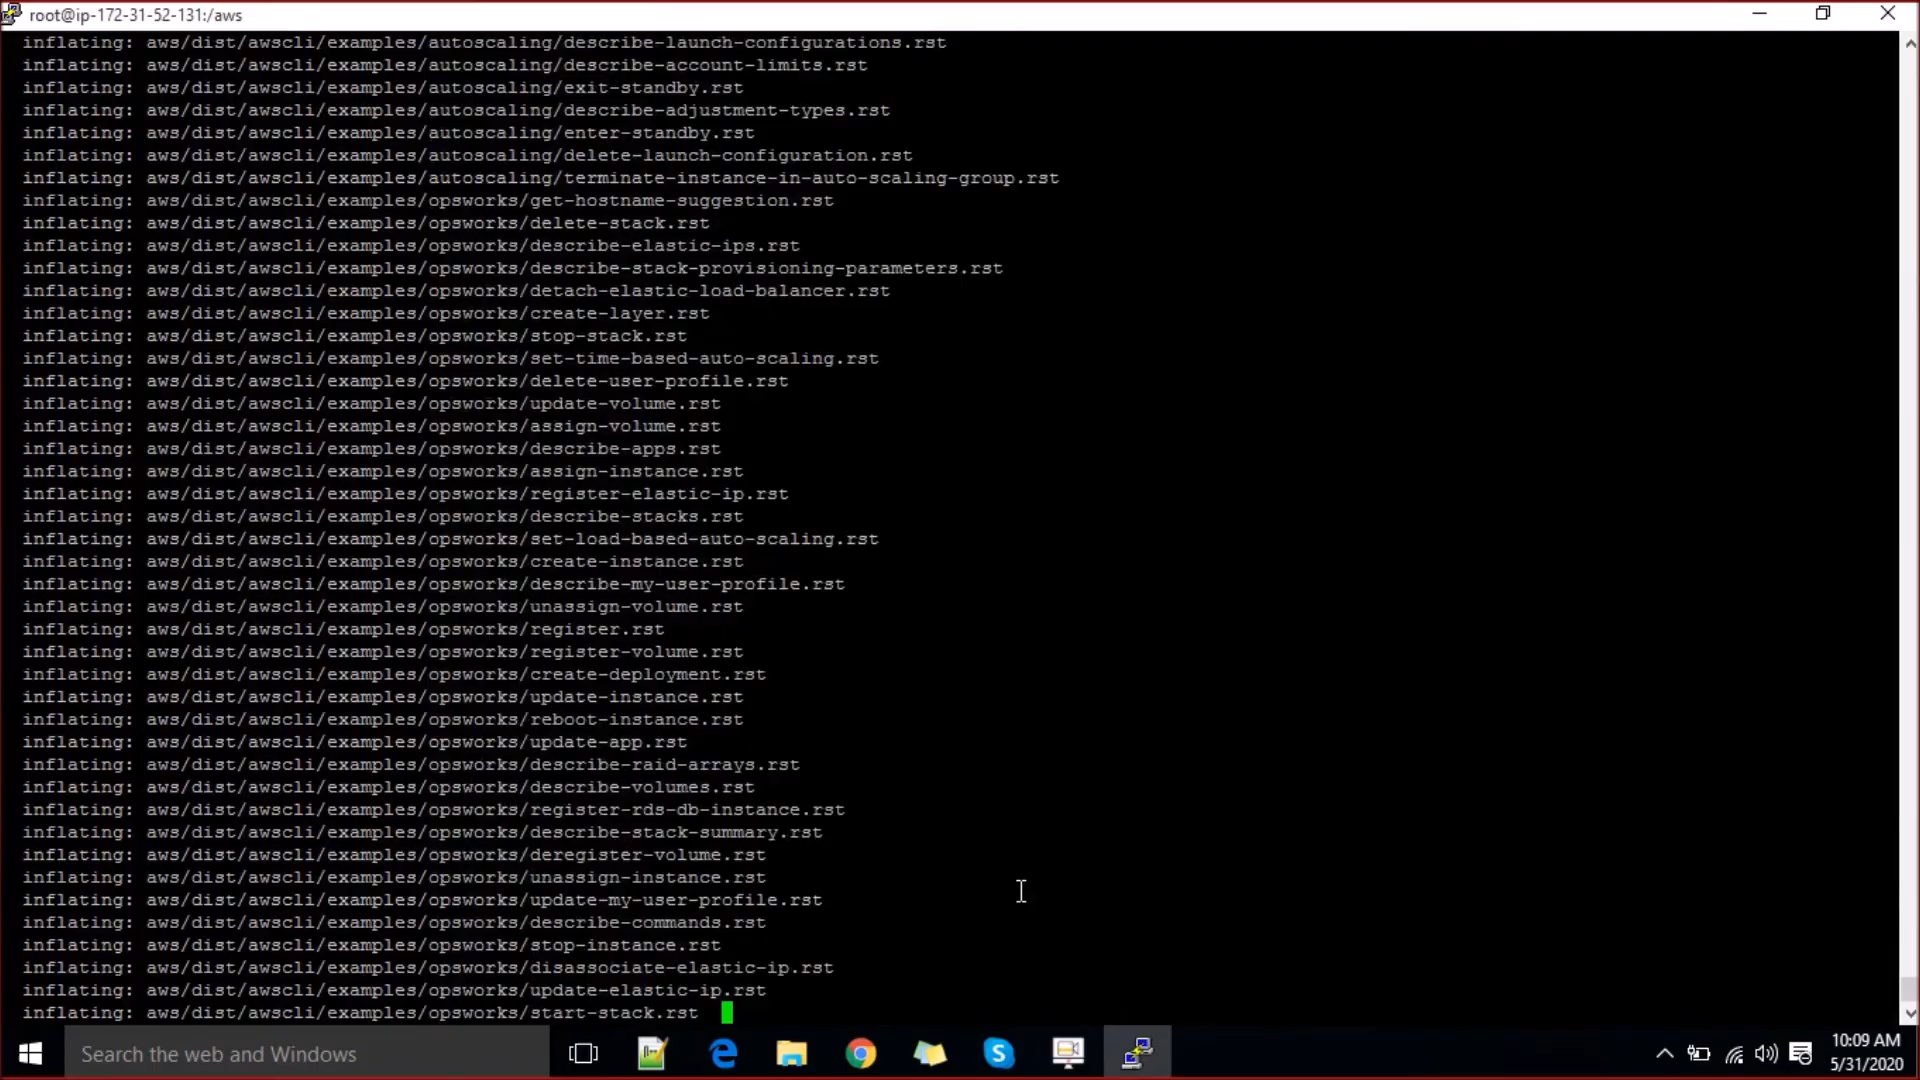 root@ip-172-31-52-131:/aws
inflating: aws/dist/awscli/examples/autoscaling/describe-launch-configurations.rst
inflating: aws/dist/awscli/examples/autoscaling/describe-account-limits.rst
inflating: aws/dist/awscli/examples/autoscaling/exit-standby.rst
inflating: aws/dist/awscli/examples/autoscaling/describe-adjustment-types.rst
inflating: aws/dist/awscli/examples/autoscaling/enter-standby.rst
inflating: aws/dist/awscli/examples/autoscaling/delete-launch-configuration.rst
inflating: aws/dist/awscli/examples/autoscaling/terminate-instance-in-auto-scaling-group.rst
inflating: aws/dist/awscli/examples/opsworks/get-hostname-suggestion.rst
inflating: aws/dist/awscli/examples/opsworks/delete-stack.rst
inflating: aws/dist/awscli/examples/opsworks/describe-elastic-ips.rst
inflating: aws/dist/awscli/examples/opsworks/describe-stack-provisioning-parameters.rst
inflating: aws/dist/awscli/examples/opsworks/detach-elastic-load-balancer.rst
inflating: aws/dist/awscli/examples/opsworks/create-layer.rst
inflating: aws/dist/awscli/examples/opsworks/stop-stack.rst
inflating: aws/dist/awscli/examples/opsworks/set-time-based-auto-scaling.rst
inflating: aws/dist/awscli/examples/opsworks/delete-user-profile.rst
inflating: aws/dist/awscli/examples/opsworks/update-volume.rst
inflating: aws/dist/awscli/examples/opsworks/assign-volume.rst
inflating: aws/dist/awscli/examples/opsworks/describe-apps.rst
inflating: aws/dist/awscli/examples/opsworks/assign-instance.rst
inflating: aws/dist/awscli/examples/opsworks/register-elastic-ip.rst
inflating: aws/dist/awscli/examples/opsworks/describe-stacks.rst
inflating: aws/dist/awscli/examples/opsworks/set-load-based-auto-scaling.rst
inflating: aws/dist/awscli/examples/opsworks/create-instance.rst
inflating: aws/dist/awscli/examples/opsworks/describe-my-user-profile.rst
inflating: aws/dist/awscli/examples/opsworks/unassign-volume.rst
inflating: aws/dist/awscli/examples/opsworks/register.rst
inflating: aws/dist/awscli/examples/opsworks/register-volume.rst
inflating: aws/dist/awscli/examples/opsworks/create-deployment.rst
inflating: aws/dist/awscli/examples/opsworks/update-instance.rst
inflating: aws/dist/awscli/examples/opsworks/reboot-instance.rst
inflating: aws/dist/awscli/examples/opsworks/update-app.rst
inflating: aws/dist/awscli/examples/opsworks/describe-raid-arrays.rst
inflating: aws/dist/awscli/examples/opsworks/describe-volumes.rst
inflating: aws/dist/awscli/examples/opsworks/register-rds-db-instance.rst
inflating: aws/dist/awscli/examples/opsworks/describe-stack-summary.rst
inflating: aws/dist/awscli/examples/opsworks/deregister-volume.rst
inflating: aws/dist/awscli/examples/opsworks/unassign-instance.rst
inflating: aws/dist/awscli/examples/opsworks/update-my-user-profile.rst
inflating: aws/dist/awscli/examples/opsworks/describe-commands.rst
inflating: aws/dist/awscli/examples/opsworks/stop-instance.rst
inflating: aws/dist/awscli/examples/opsworks/disassociate-elastic-ip.rst
inflating: aws/dist/awscli/examples/opsworks/update-elastic-ip.rst
inflating: aws/dist/awscli/examples/opsworks/start-stack.rst
Search the web and Windows
10:09 AM
5/31/2020